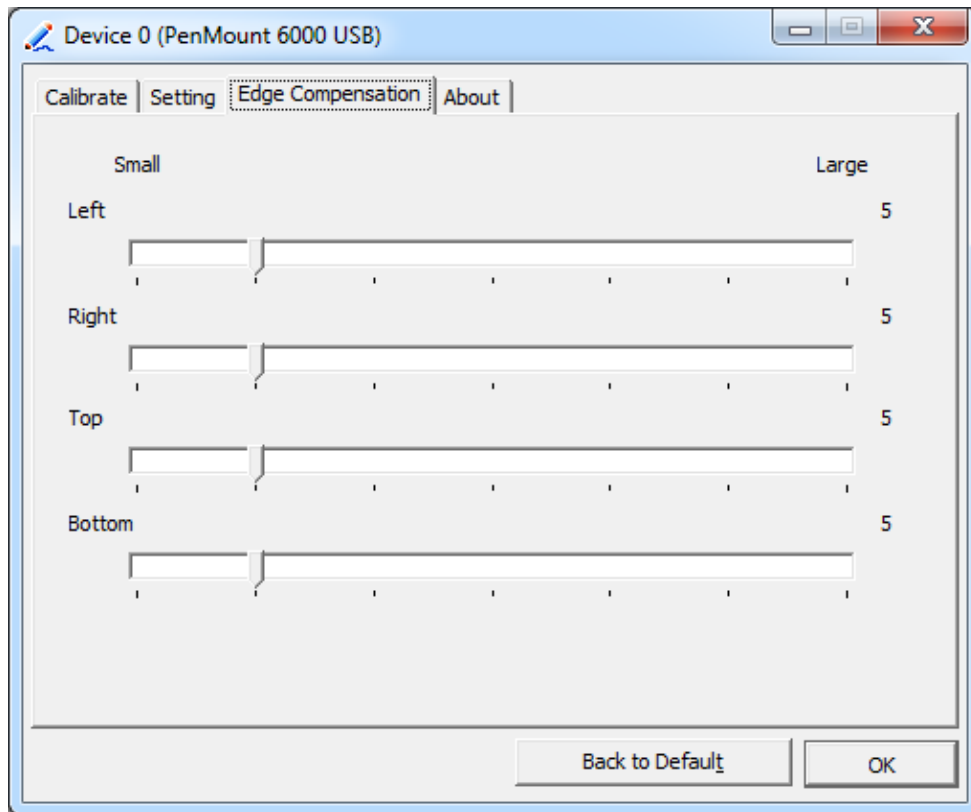 Device 0 (PenMount 6000 USB)
Calibrate Setting Edge Compensation About
Small Large
Left 5
Right 5
Top 5
Bottom 5
Back to Default OK